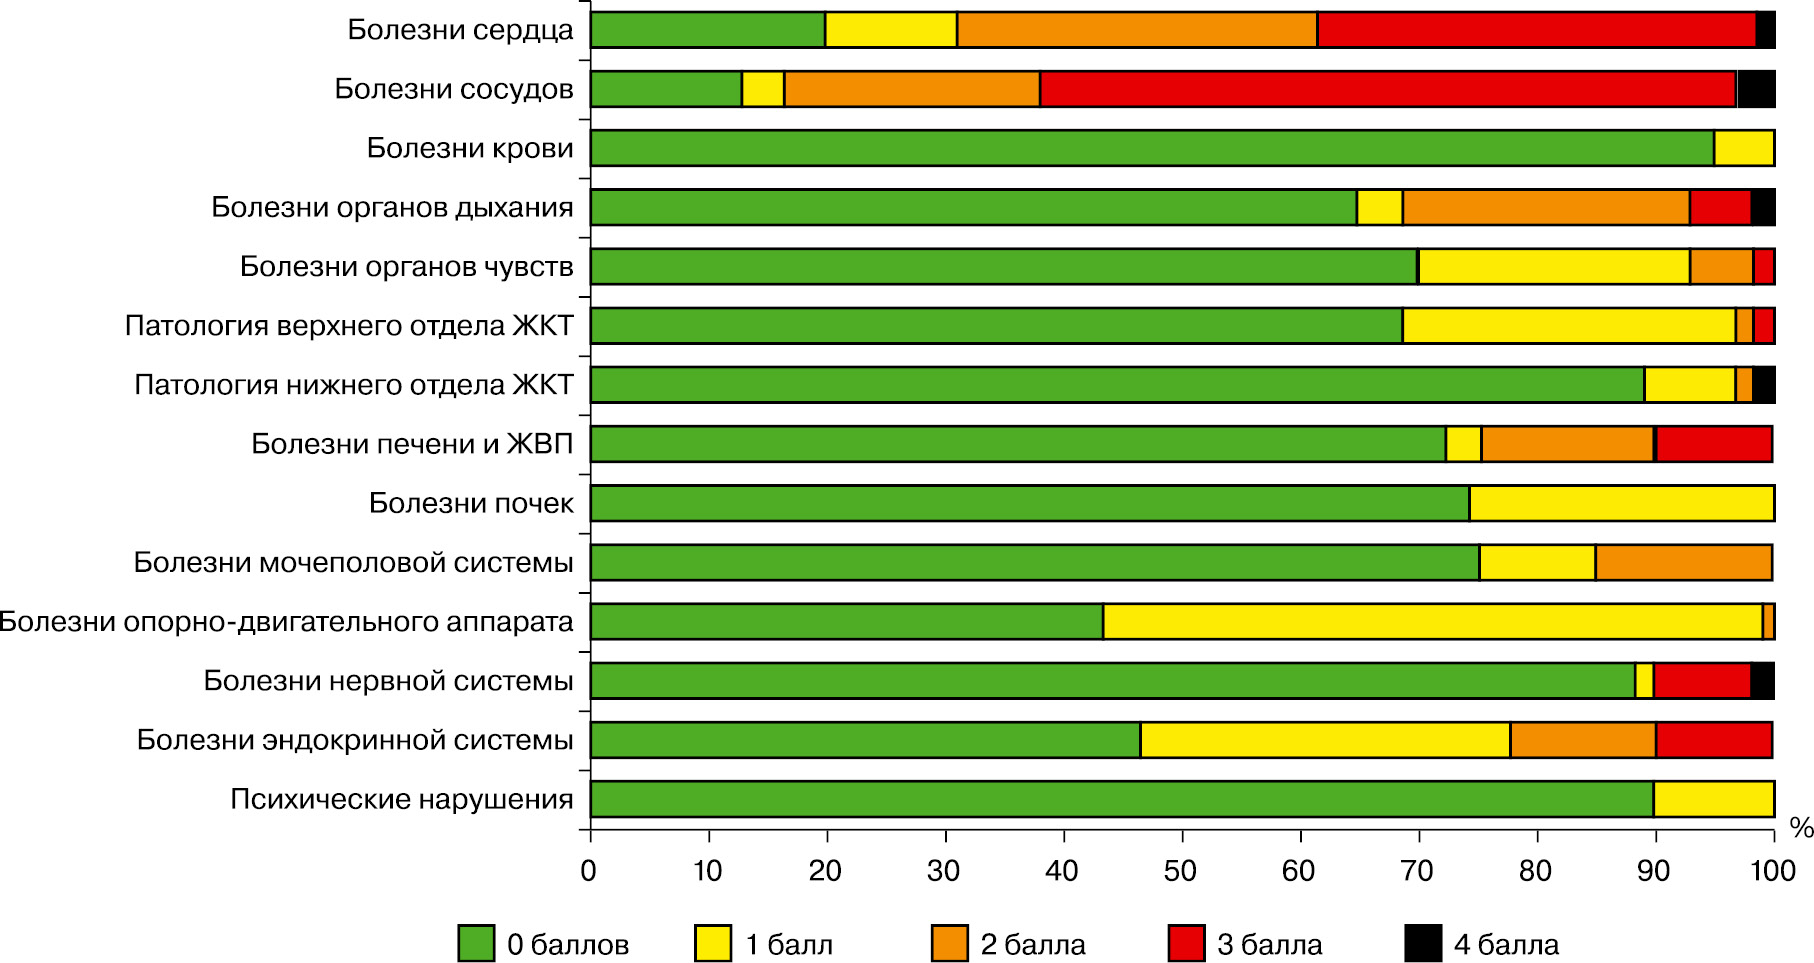 Болезни сердца
Болезни сосудов
Болезни крови
Болезни органов дыхания
Болезни органов чувств
Патология верхнего отдела ЖКТ
Патология нижнего отдела ЖКТ
Болезни печени и ЖВП
Болезни почек
Болезни мочеполовой системы
Болезни опорно-двигательного аппарата
Болезни нервной системы
Болезни эндокринной системы
Психические нарушения
%
0 10 20 30 40 50 60 70 80 90 100
0 баллов 1 балл 2 балла 3 балла 4 балла